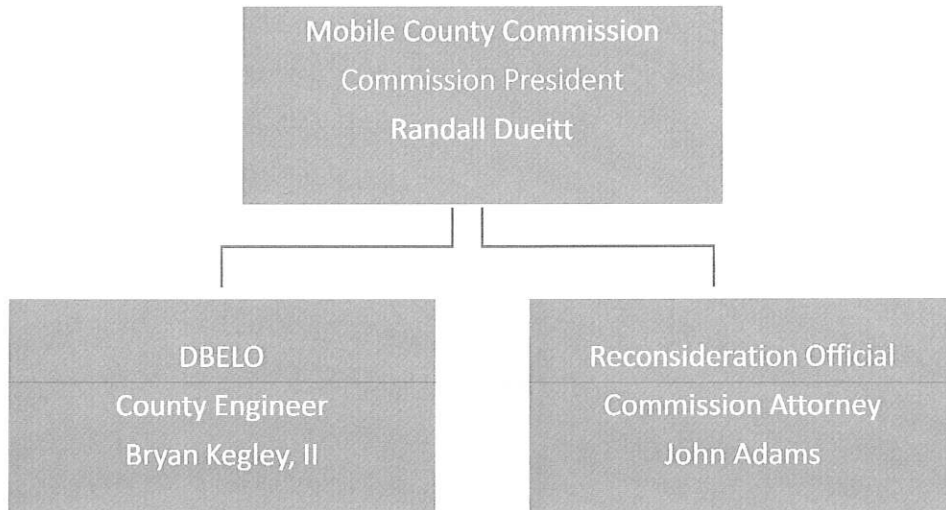 Mobile County Commission
Commission President
Randall Dueitt
DBELO
County Engineer
Bryan Kegley, II
Reconsideration Official
Commission Attorney
John Adams